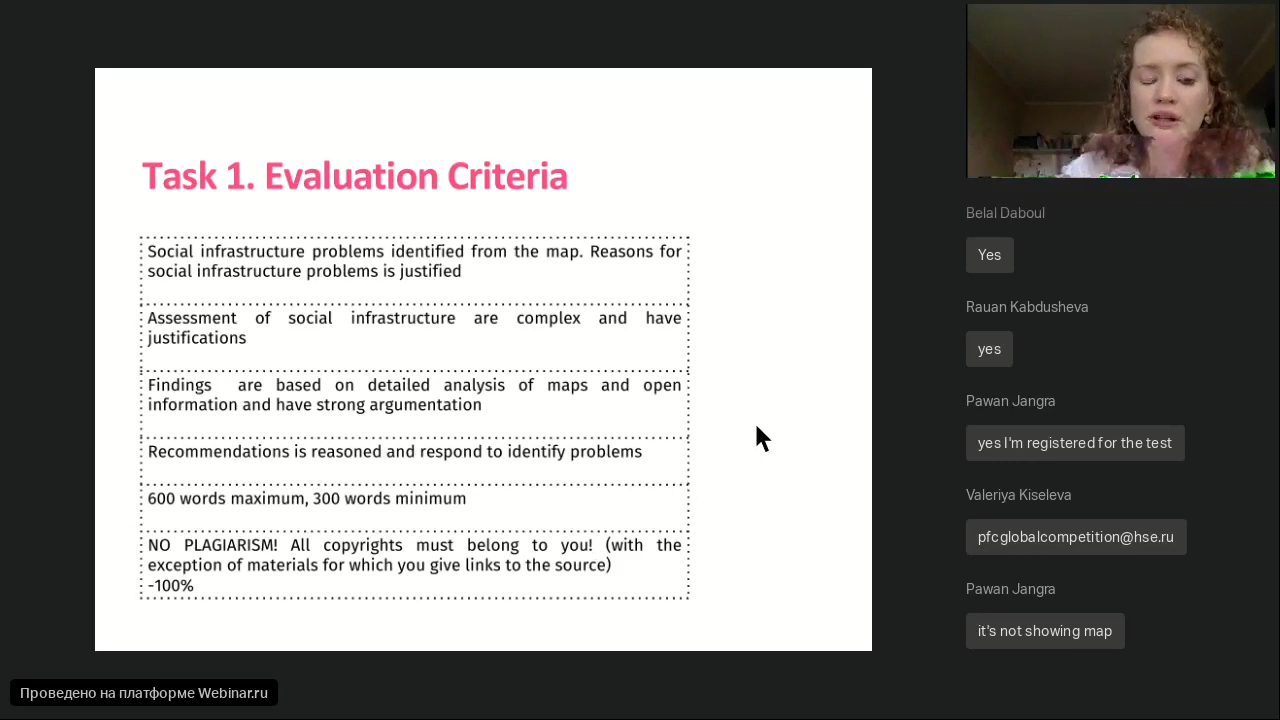 Task 1. Evaluation Criteria
Social infrastructure problems identified from the map. Reasons for
social infrastructure problems is justified
Assessment of social infrastructure are complex and have
justifications
Findings are based on detailed analysis of maps and open
information and have strong argumentation
Recommendations is reasoned and respond to identify problems
600 words maximum, 300 words minimum
NO PLAGIARISM! All copyrights must belong to you! (with the
exception of materials for which you give links to the source)
-100%
Belal Daboul
Yes
Rauan Kabdusheva
yes
Pawan Jangra
yes I'm registered for the test
Valeriya Kiseleva
pfcglobalcompetition@hse.ru
Pawan Jangra
it's not showing map
Проведено на платформе Webinar.ru